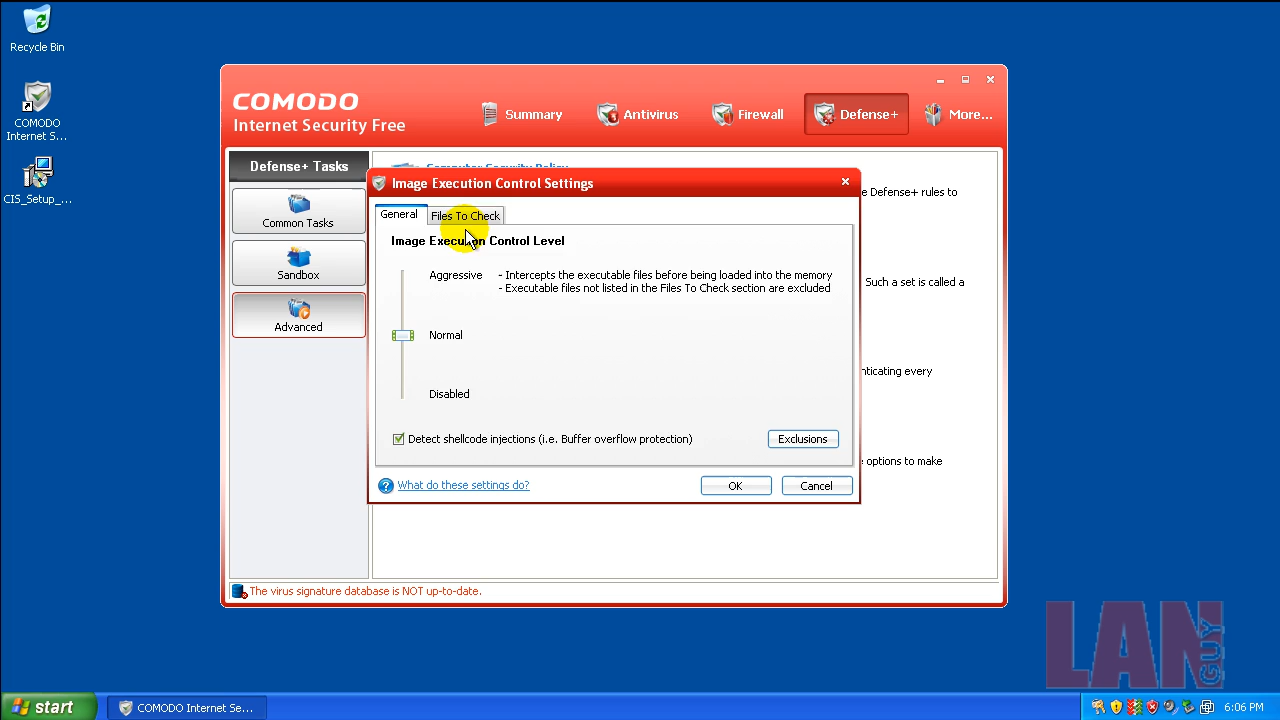 Recycle Bin
COMODO
Internet S...
CIS_Setup_...
COMODO
Internet Security Free
Summary
Antivirus
Firewall
Defense+
More...
Defense+ Tasks
Common Tasks
Sandbox
Advanced
Defense+ rules to
Such a set is called a
nticating every
options to make
Image Execution Control Settings
General
Files To Check
Image Execution Control Level
Aggressive
- Intercepts the executable files before being loaded into the memory
- Executable files not listed in the Files To Check section are excluded
Normal
Disabled
Detect shellcode injections (i.e. Buffer overflow protection)
Exclusions
What do these settings do?
OK
Cancel
The virus signature database is NOT up-to-date.
LAN
GUY
start
COMODO Internet Se...
6:06 PM